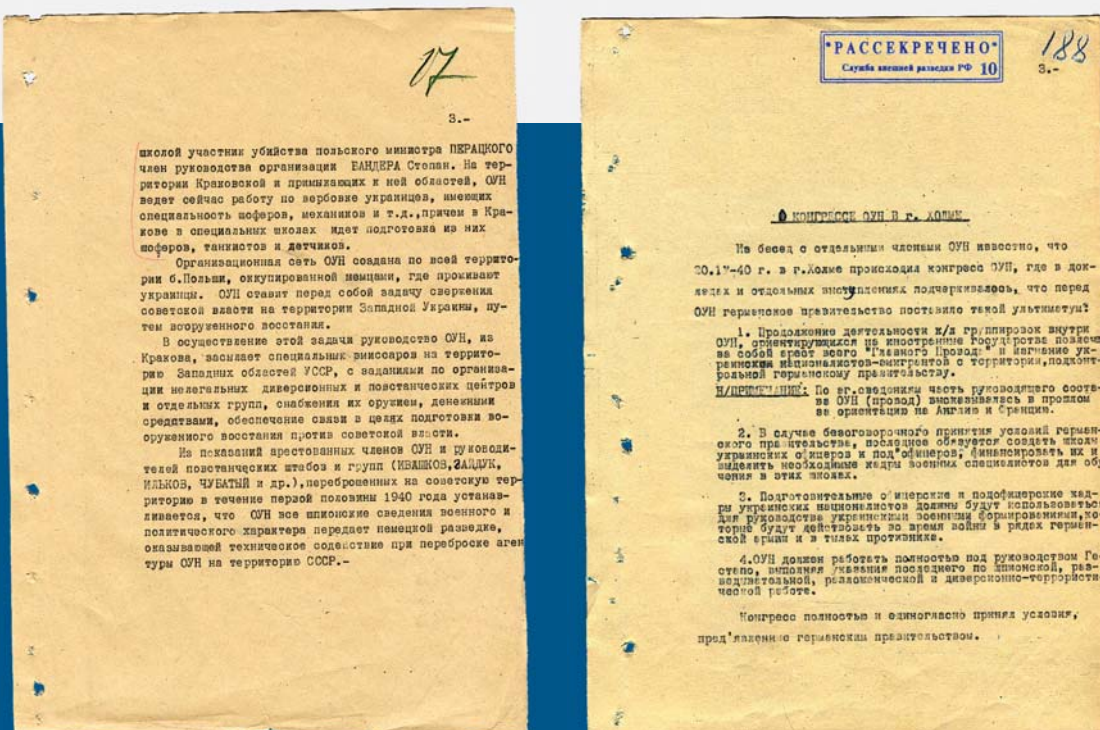 17
3.-
школой участник убийства польского министра ПЕРАЦКОГО
член руководства организации БАНДЕРА Степан. На тер-
ритории Краковской и примыкающих к ней областей, ОУН
ведет сейчас работу по вербовке украинцев, имеющих
специальность шоферов, механиков и т.д.,причем в Кра-
кове в специальных школах идет подготовка из них
шоферов, танкистов и летчиков.
Организационная сеть ОУН создана по всей террито-
рии б.Польши, оккупированной немцами, где проживают
украинцы. ОУН ставит перед собой задачу свержения
советской власти на территории Западной Украины, пу-
тем вооруженного восстания.
В осуществление этой задачи руководство ОУН, из
Кракова, засылает специальных эмиссаров на террито-
рию Западных областей УССР, с заданиями по организа-
ции нелегальных диверсионных и повстанческих центров
и отдельных групп, снабжения их оружием, денежными
средствами, обеспечение связи в целях подготовки во-
оруженного восстания против советской власти.
Из показаний арестованных членов ОУН и руководи-
телей повстанческих штабов и групп (ИВАШКОВ,ЗАЙДУК,
ИЛЬКОВ, ЧУБАТЫЙ и др.),переброшенных на советскую тер-
риторию в течение первой половины 1940 года устанав-
ливается, что ОУН все шпионские сведения военного и
политического характера передает немецкой разведке,
оказывающей техническое содействие при переброске аген
туры ОУН на территорию СССР.-
"РАССЕКРЕЧЕНО"
Служба внешней разведки РФ 10
188
3.-
О КОНГРЕССЕ ОУН В г. ХОЛМЕ
Из бесед с отдельными членами ОУН известно, что
в г.Холме происходил конгресс ОУН, где в док-
ладах и отдельных выступлениях подчеркивалось, что перед
ОУН германское правительство поставило такой ультиматум:
1. Продолжение деятельности к/л группировок внутри
ОУН, ориентирующихся на иностранные государства повлече
за собой арест всего "Главного Провода" и изгнание ук-
раинских националистов-эмигрантов с территории,подконт-
рольной германскому правительству.
Н/ПРИМЕЧАНИЕ: По аг.сведениям часть руководящего соста-
ва ОУН (провод) высказывалась в прошлом
за ориентацию на Англию и Францию.
2. В случае безоговорочного принятия условий герман-
ского правительства, последнее обязуется создать школы
украинских офицеров и под'офицеров, финансировать их и
выделить необходимые кадры военных специалистов для обу
чения в этих школах.
3. Подготовительные офицерские и подофицерские кад-
ры украинских националистов должны будут использоваться
для руководства украинскими военными формированиями,ко-
торые будут действовать во время войны в рядах герман-
ской армии и в тылах противника.
4.ОУН должен работать полностью под руководством Ге
стапо, выполняя указания последнего по шпионской, раз-
ведывательной, разложенческой и диверсионно-террористи-
ческой работе.
Конгресс полностью и единогласно принял условия,
пред'явленные германским правительством.